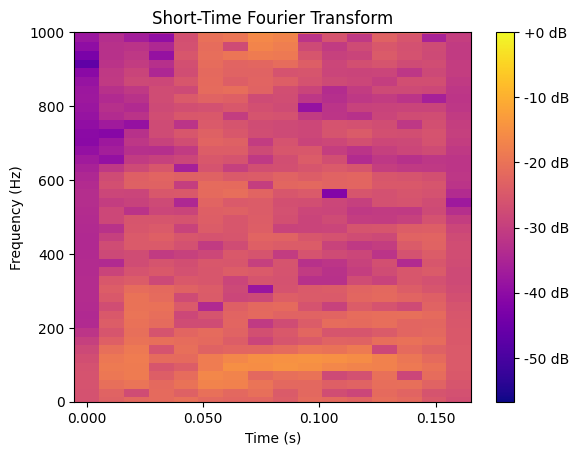 Short-Time Fourier Transform
1000
800
600
400
200
0
Frequency (Hz)
0.000
0.050
0.100
0.150
Time (s)
+0 dB
-10 dB
-20 dB
-30 dB
-40 dB
-50 dB